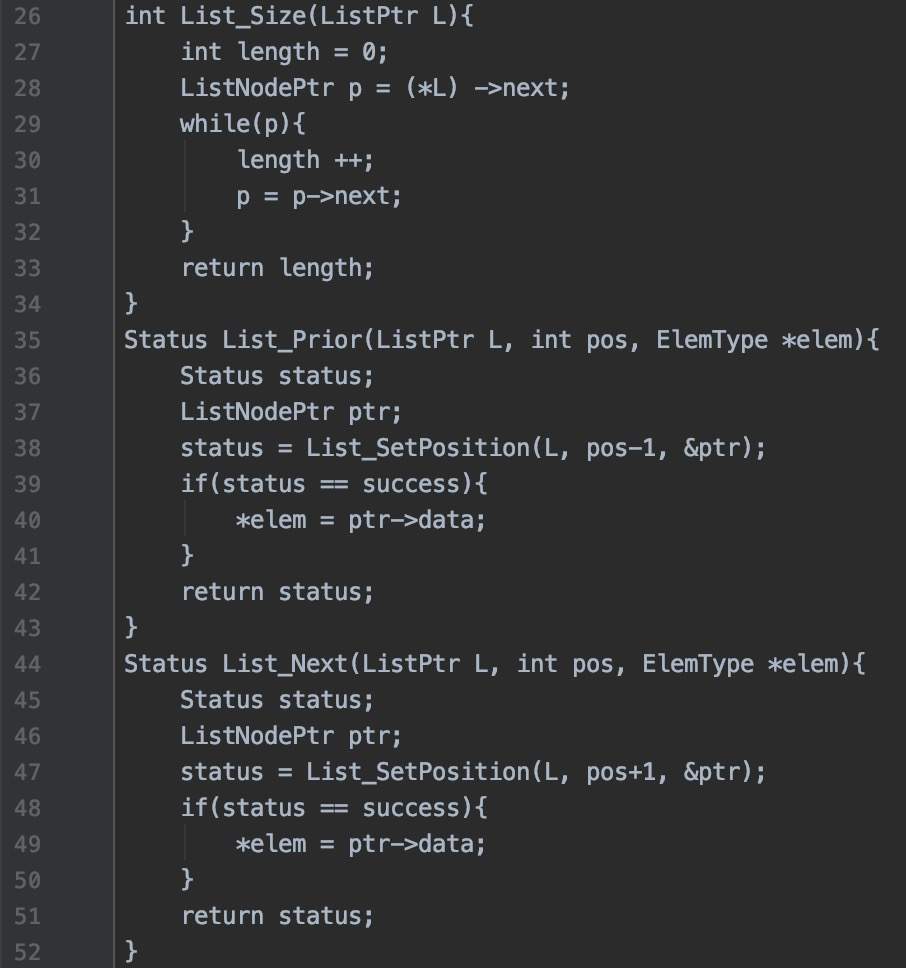 26 int List_Size(ListPtr L){
27     int length = 0;
28     ListNodePtr p = (*L) ->next;
29     while(p){
30         length ++;
31         p = p->next;
32     }
33     return length;
34 }
35 Status List_Prior(ListPtr L, int pos, ElemType *elem){
36     Status status;
37     ListNodePtr ptr;
38     status = List_SetPosition(L, pos-1, &ptr);
39     if(status == success){
40         *elem = ptr->data;
41     }
42     return status;
43 }
44 Status List_Next(ListPtr L, int pos, ElemType *elem){
45     Status status;
46     ListNodePtr ptr;
47     status = List_SetPosition(L, pos+1, &ptr);
48     if(status == success){
49         *elem = ptr->data;
50     }
51     return status;
52 }